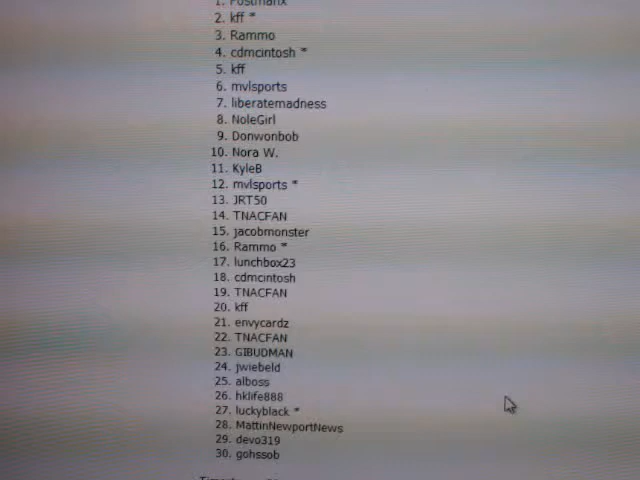 1. Postmanx
2. kff *
3. Rammo
4. cdmcintosh *
5. kff
6. mvlsports
7. liberatemadness
8. NoleGirl
9. Donwonbob
10. Nora W.
11. KyleB
12. mvlsports *
13. JRT50
14. TNACFAN
15. jacobmonster
16. Rammo *
17. lunchbox23
18. cdmcintosh
19. TNACFAN
20. kff
21. envycardz
22. TNACFAN
23. GIBUDMAN
24. jwiebeld
25. alboss
26. hklife888
27. luckyblack *
28. MattinNewportNews
29. devo319
30. gohssob